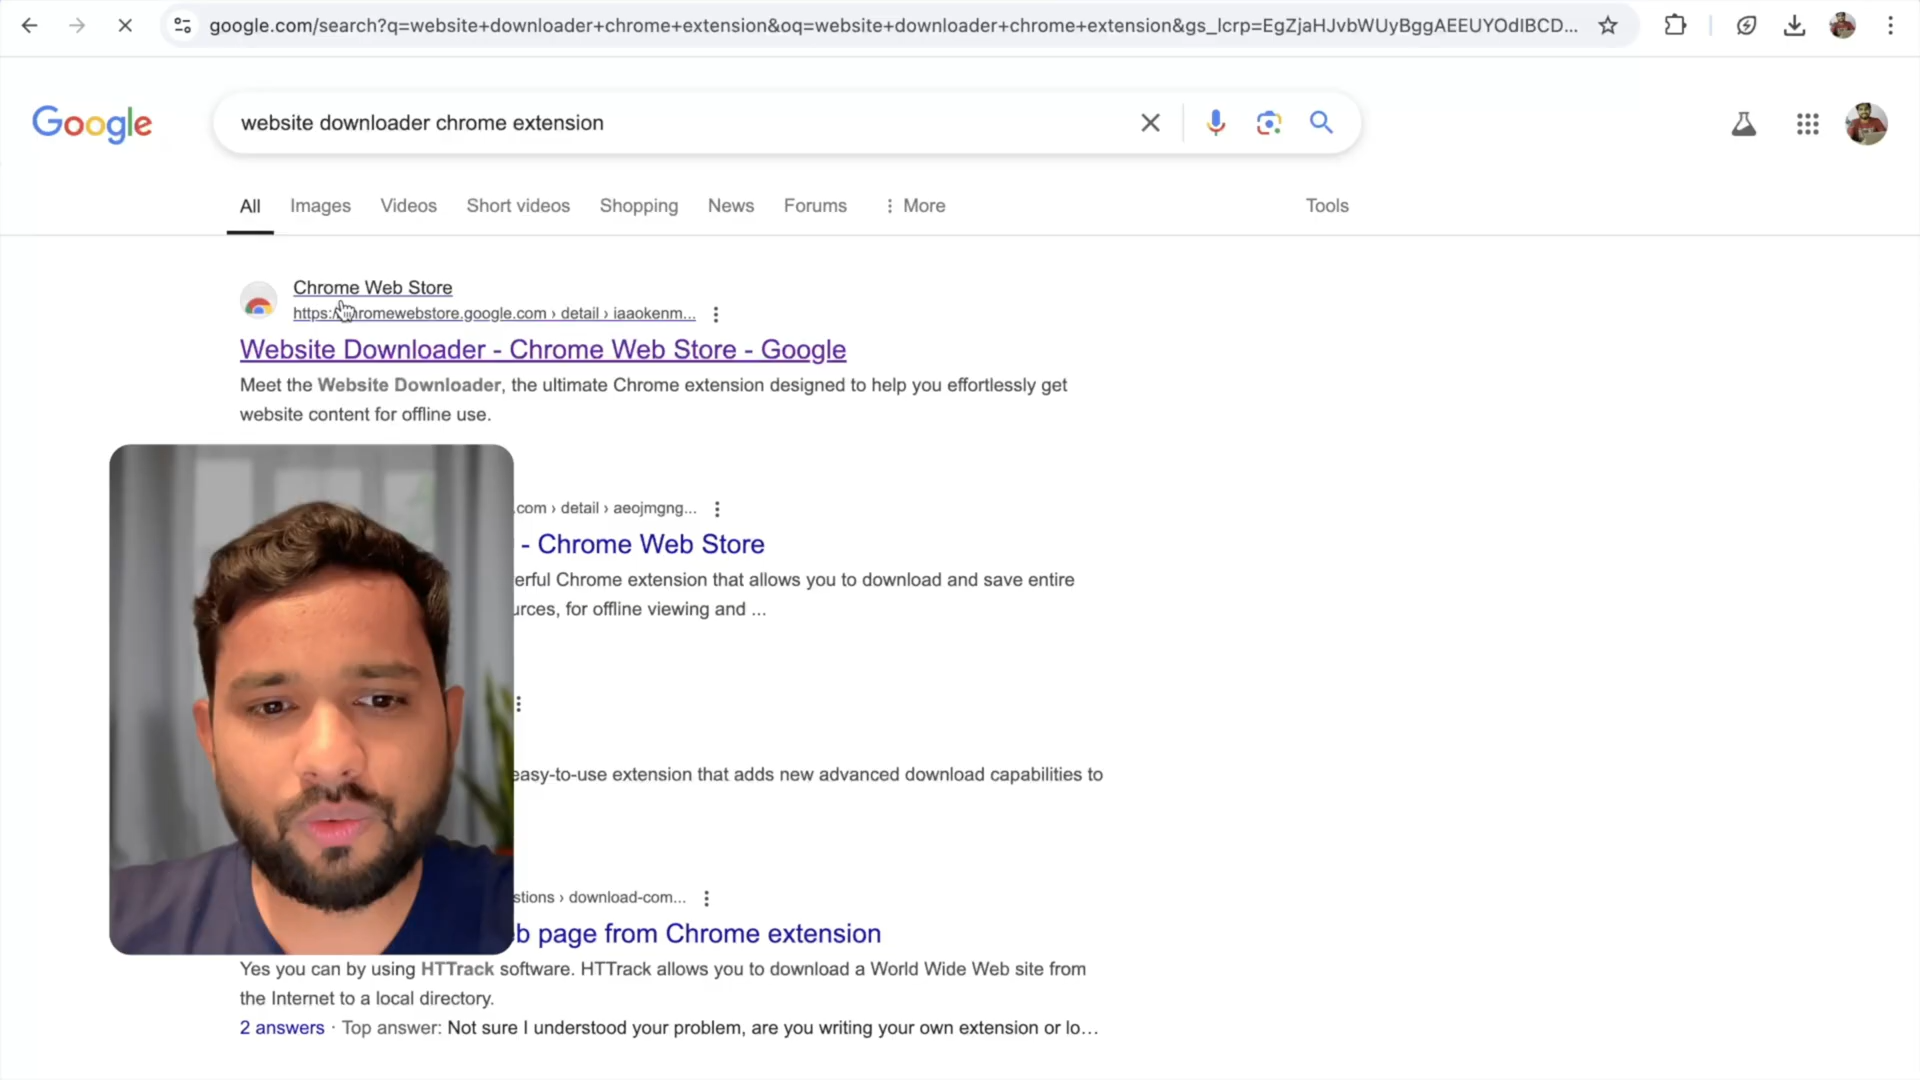 google.com/search?q=website+downloader+chrome+extension&oq=website+downloader+chrome+extension&gs_lcrp=EgZjaHJvbWUyBggAEEUYOdIBCD...
Google
website downloader chrome extension
All Images Videos Short videos Shopping News Forums More Tools
Chrome Web Store
https://chromewebstore.google.com › detail › iaaokenm...
Website Downloader - Chrome Web Store - Google
Meet the Website Downloader, the ultimate Chrome extension designed to help you effortlessly get
website content for offline use.
.com › detail › aeojmgng...
- Chrome Web Store
erful Chrome extension that allows you to download and save entire
urces, for offline viewing and ...
easy-to-use extension that adds new advanced download capabilities to
stions › download-com...
b page from Chrome extension
Yes you can by using HTTrack software. HTTrack allows you to download a World Wide Web site from
the Internet to a local directory.
2 answers · Top answer: Not sure I understood your problem, are you writing your own extension or lo...